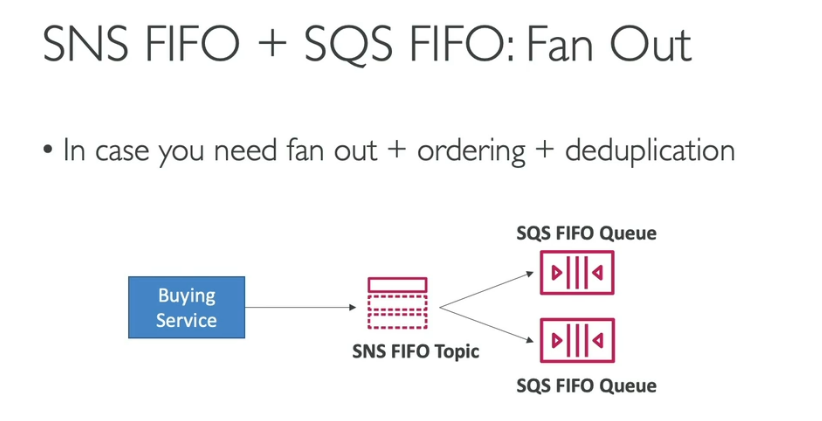 SNS FIFO + SQS FIFO: Fan Out
• In case you need fan out + ordering + deduplication
SQS FIFO Queue
Buying
Service
SNS FIFO Topic
SQS FIFO Queue